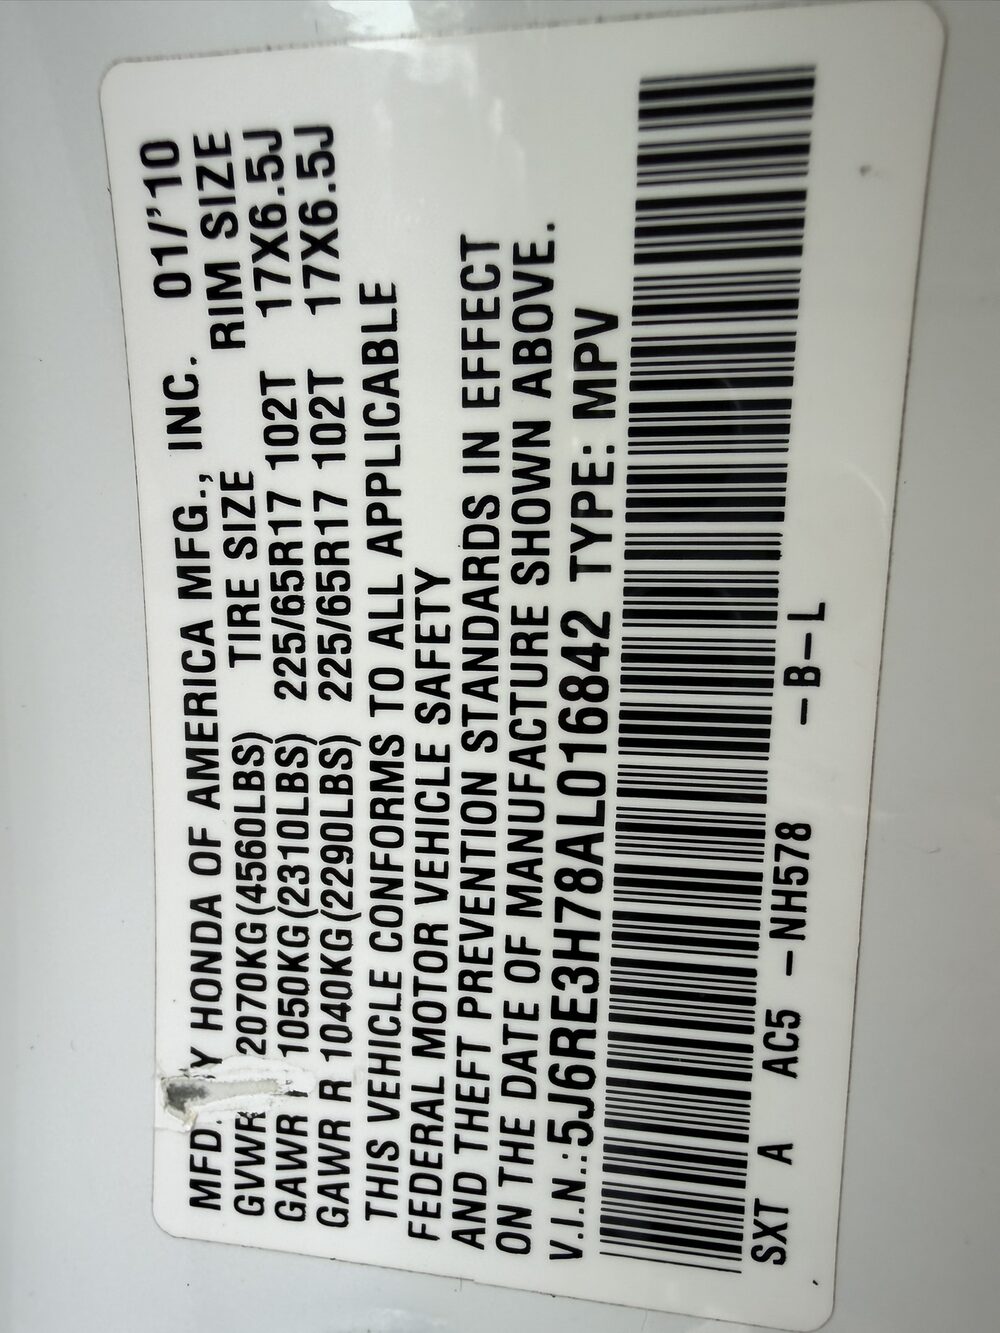 MFD. Y HONDA OF AMERICA MFG., INC. 01/'10
GVWR 2070KG(4560LBS) TIRE SIZE RIM SIZE
GAWR 1050KG(2310LBS) 225/65R17 102T 17X6.5J
GAWR R 1040KG(2290LBS) 225/65R17 102T 17X6.5J
THIS VEHICLE CONFORMS TO ALL APPLICABLE
FEDERAL MOTOR VEHICLE SAFETY
AND THEFT PREVENTION STANDARDS IN EFFECT
ON THE DATE OF MANUFACTURE SHOWN ABOVE.
V.I.N.:5J6RE3H78AL016842 TYPE: MPV
SXT A AC5 -NH578 -B-L